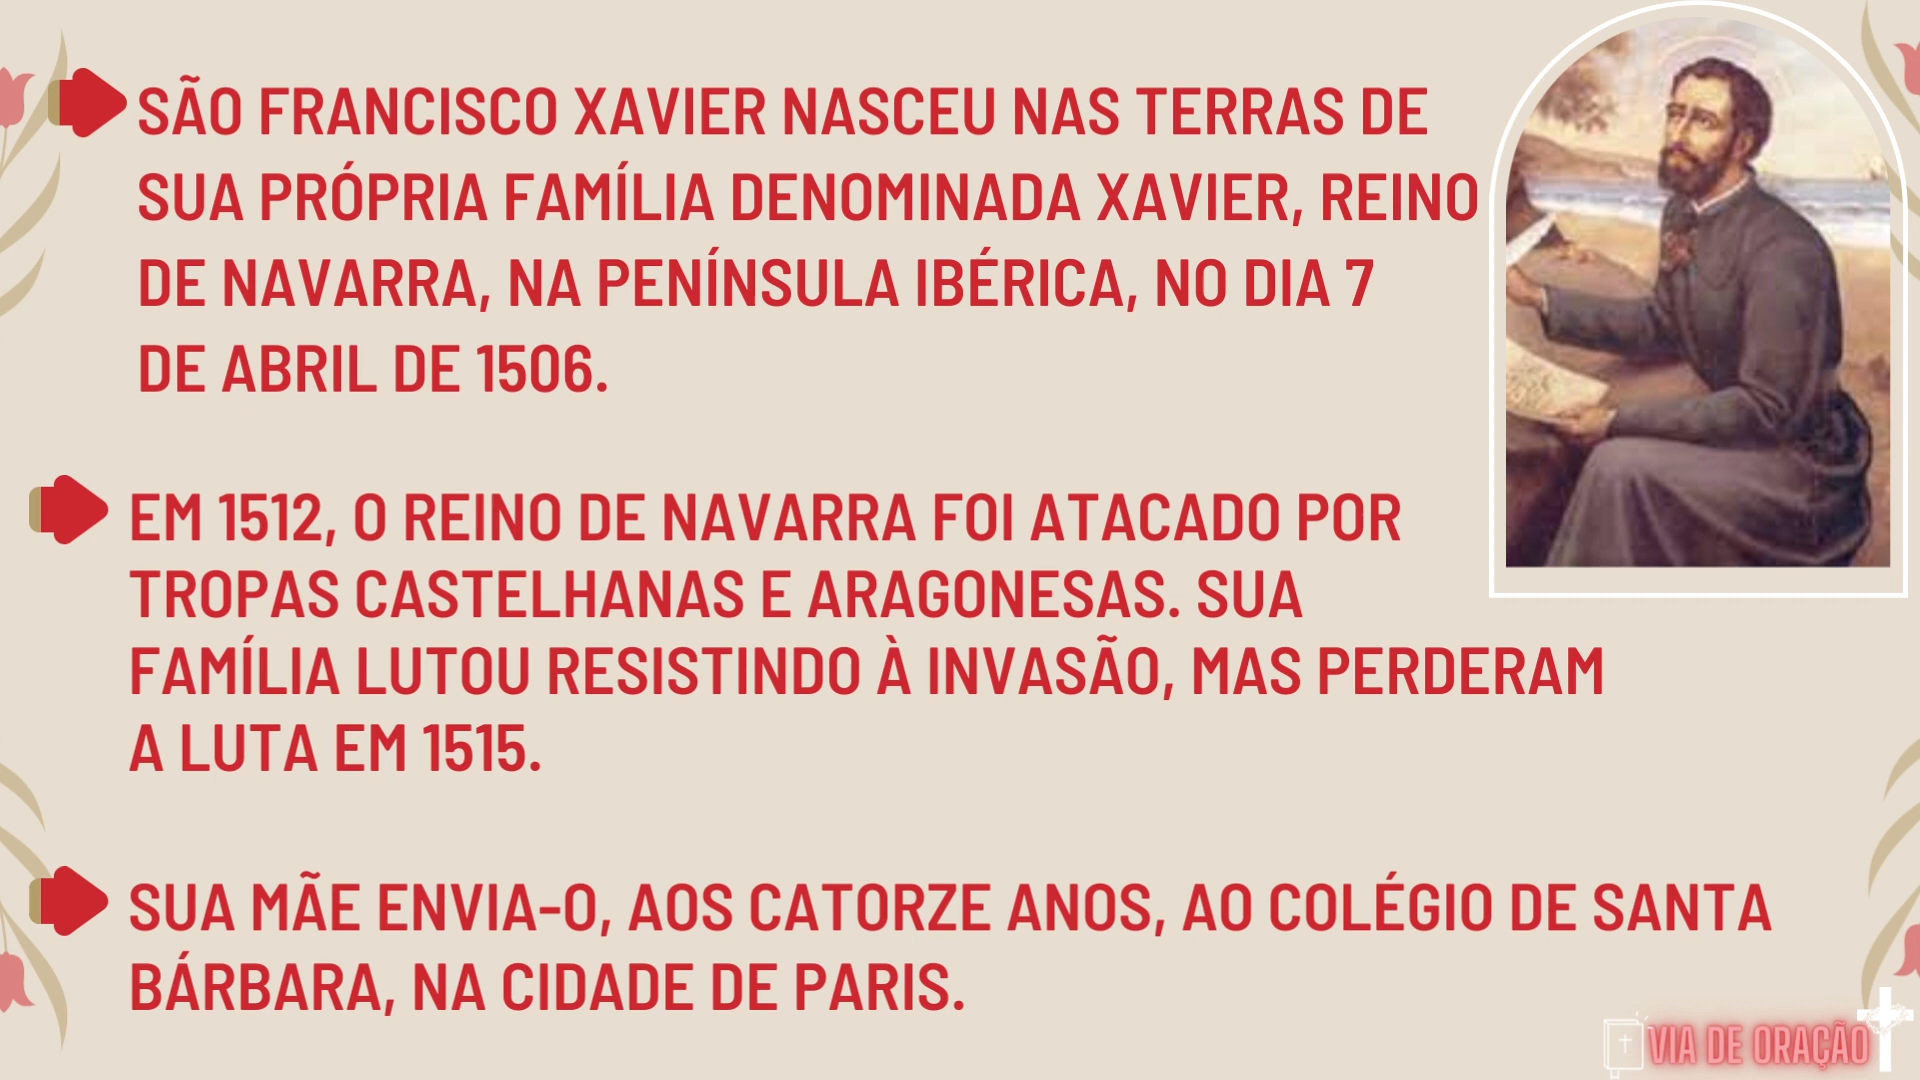 SÃO FRANCISCO XAVIER NASCEU NAS TERRAS DE
SUA PRÓPRIA FAMÍLIA DENOMINADA XAVIER, REINO
DE NAVARRA, NA PENÍNSULA IBÉRICA, NO DIA 7
DE ABRIL DE 1506.
EM 1512, O REINO DE NAVARRA FOI ATACADO POR
TROPAS CASTELHANAS E ARAGONESAS. SUA
FAMÍLIA LUTOU RESISTINDO À INVASÃO, MAS PERDERAM
A LUTA EM 1515.
SUA MÃE ENVIA-O, AOS CATORZE ANOS, AO COLÉGIO DE SANTA
BÁRBARA, NA CIDADE DE PARIS.
VIA DE ORAÇÃO